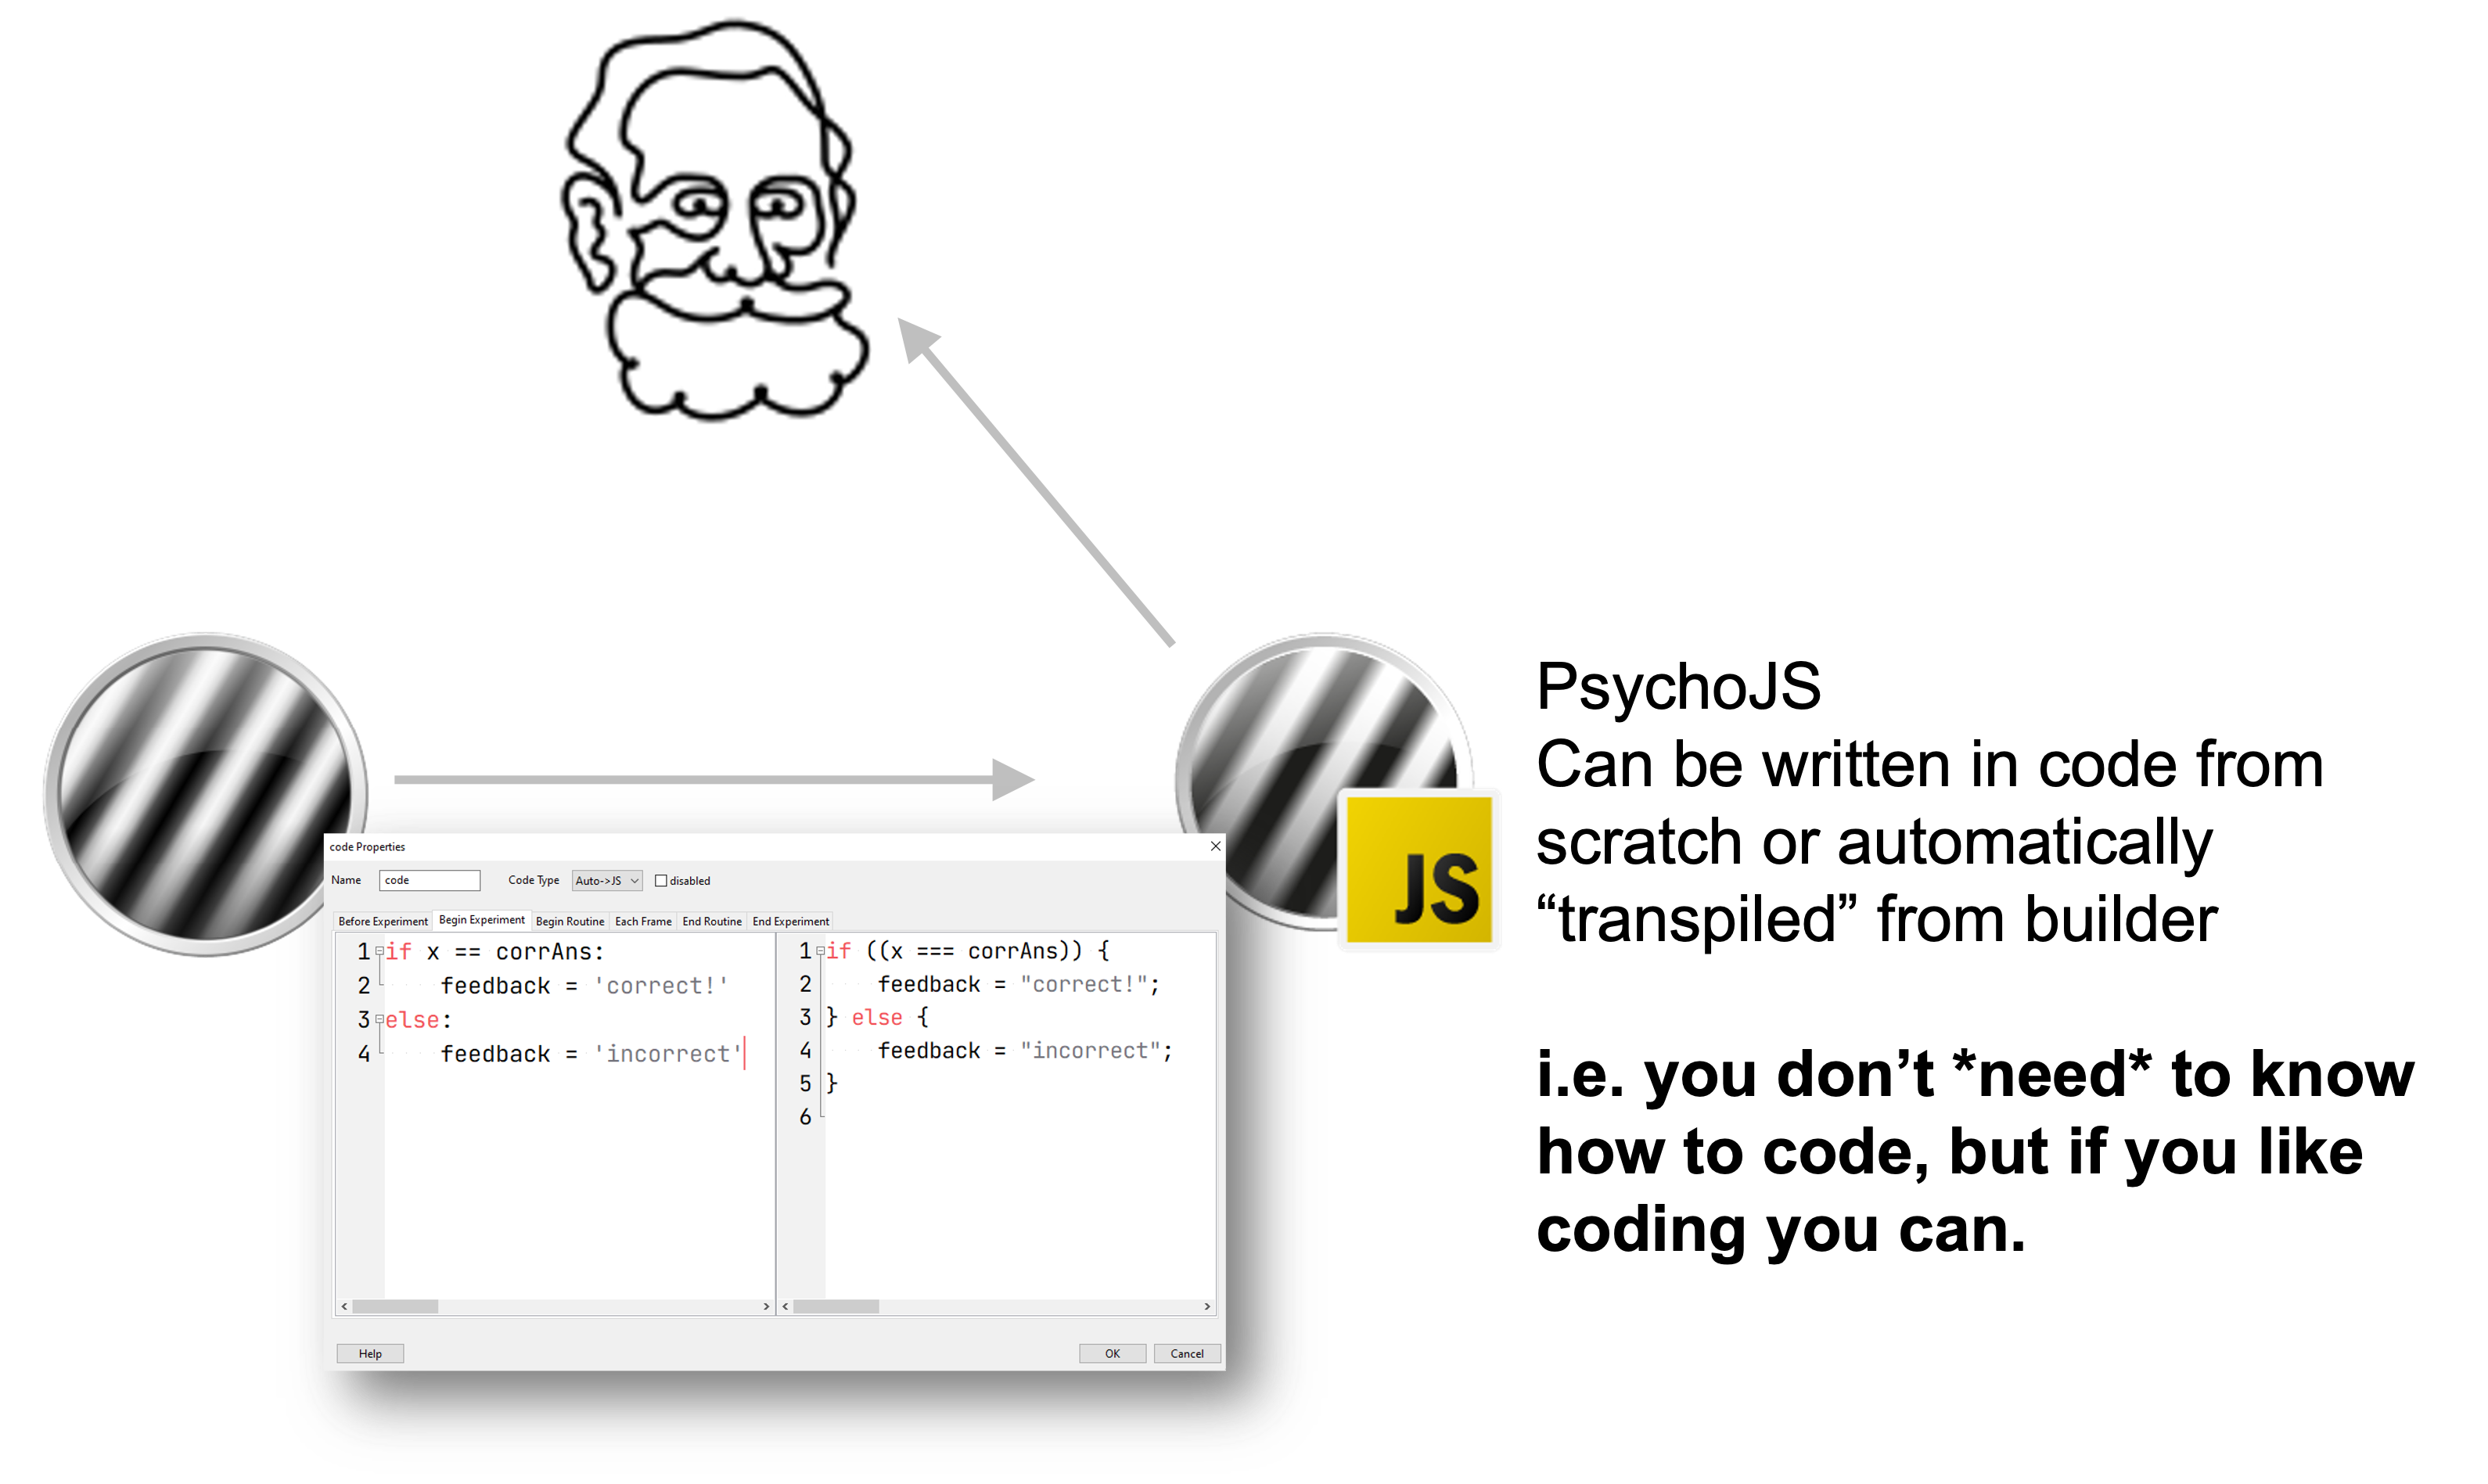 PsychoJS
Can be written in code from
scratch or automatically
“transpiled” from builder
i.e. you don’t *need* to know
how to code, but if you like
coding you can.
JS
code Properties
Name code Code Type Auto->JS disabled
Before Experiment Begin Experiment Begin Routine Each Frame End Routine End Experiment
1 if x == corrAns:
2 feedback = 'correct!'
3 else:
4 feedback = 'incorrect'
1 if ((x === corrAns)) {
2 feedback = "correct!";
3 } else {
4 feedback = "incorrect";
5 }
6
Help OK Cancel